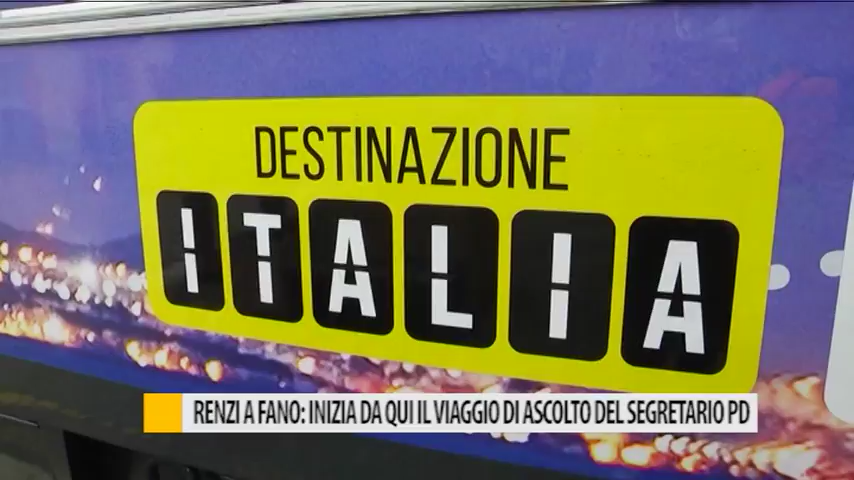 DESTINAZIONE
ITALIA
RENZI A FANO: INIZIA DA QUI IL VIAGGIO DI ASCOLTO DEL SEGRETARIO PD